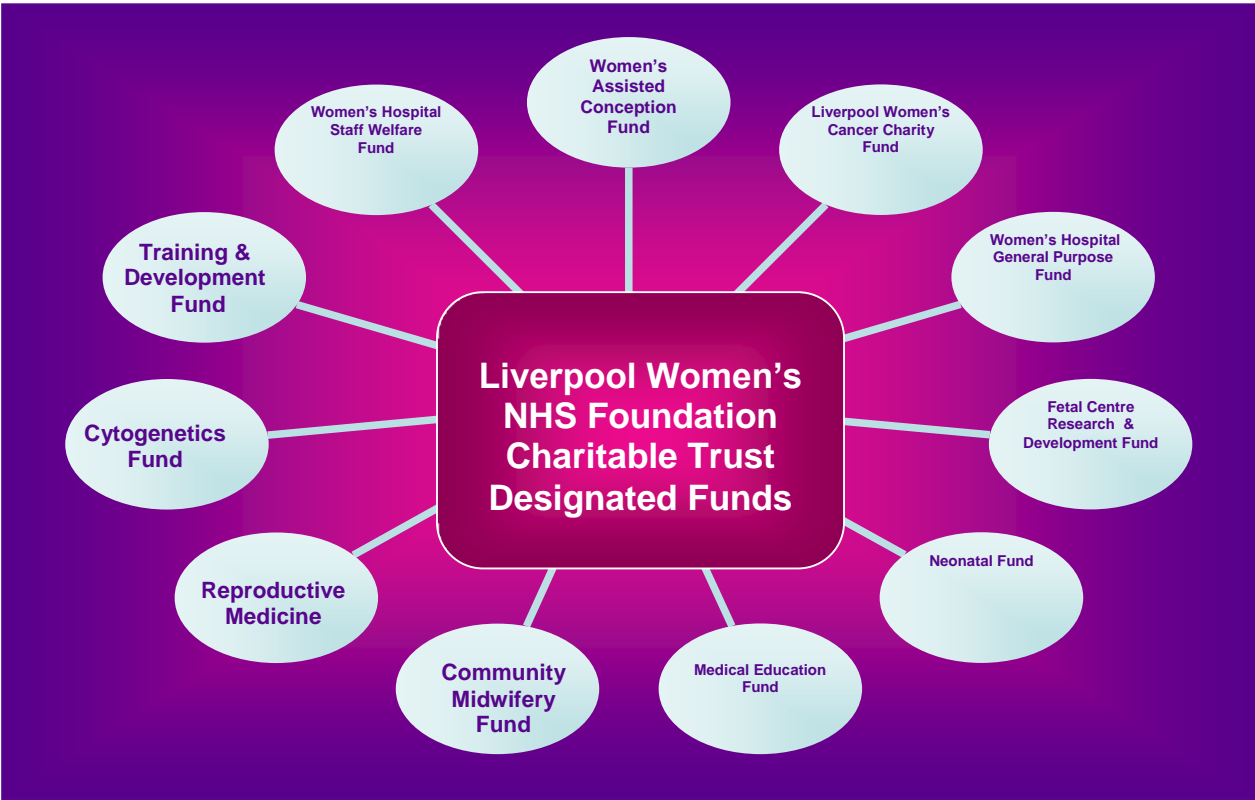 Women’s
Assisted
Conception
Fund
Women’s Hospital
Staff Welfare
Fund
Liverpool Women’s
Cancer Charity
Fund
Training &
Development
Fund
Women’s Hospital
General Purpose
Fund
Liverpool Women’s
NHS Foundation
Charitable Trust
Designated Funds
Cytogenetics
Fund
Fetal Centre
Research & 
Development Fund
Reproductive
Medicine
Neonatal Fund
Community
Midwifery
Fund
Medical Education
Fund